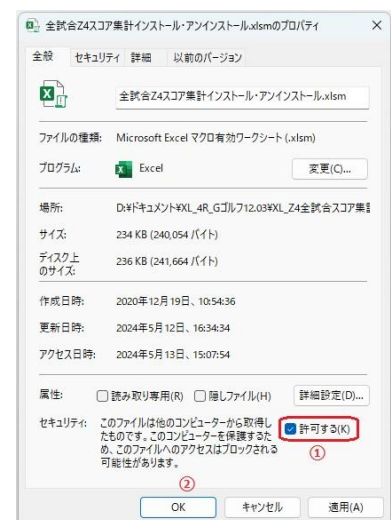 全試合Z4スコア集計インストール・アンインストール.xlsmのプロパティ
全般 セキュリティ 詳細 以前のバージョン
全試合Z4スコア集計インストール・アンインストール.xlsm
ファイルの種類: Microsoft Excel マクロ有効ワークシート (.xlsm)
プログラム: Excel 変更(C)...
場所: D:¥ドキュメント¥XL_4R_Gゴルフ12.03¥XL_Z4全試合スコア集
サイズ: 234 KB (240,054 バイト)
ディスク上
のサイズ: 236 KB (241,664 バイト)
作成日時: 2020年12月19日、10:54:36
更新日時: 2024年5月12日、16:34:34
アクセス日時: 2024年5月13日、15:07:54
属性: 読み取り専用(R) 隠しファイル(H) 詳細設定(D)...
セキュリティ: このファイルは他のコンピューターから取得し
たものです。このコンピューターを保護するた
め、このファイルへのアクセスはブロックされる
可能性があります。
許可する(K)
①
②
OK キャンセル 適用(A)